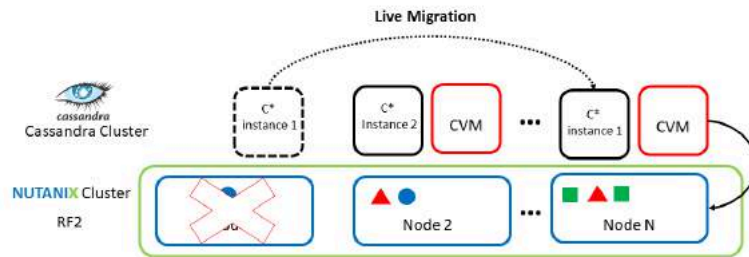 Live Migration
cassandra
Cassandra Cluster
C*
instance 1
C*
Instance 2
CVM
C*
instance 1
CVM
NUTANIX Cluster
RF2
Node 2
Node N